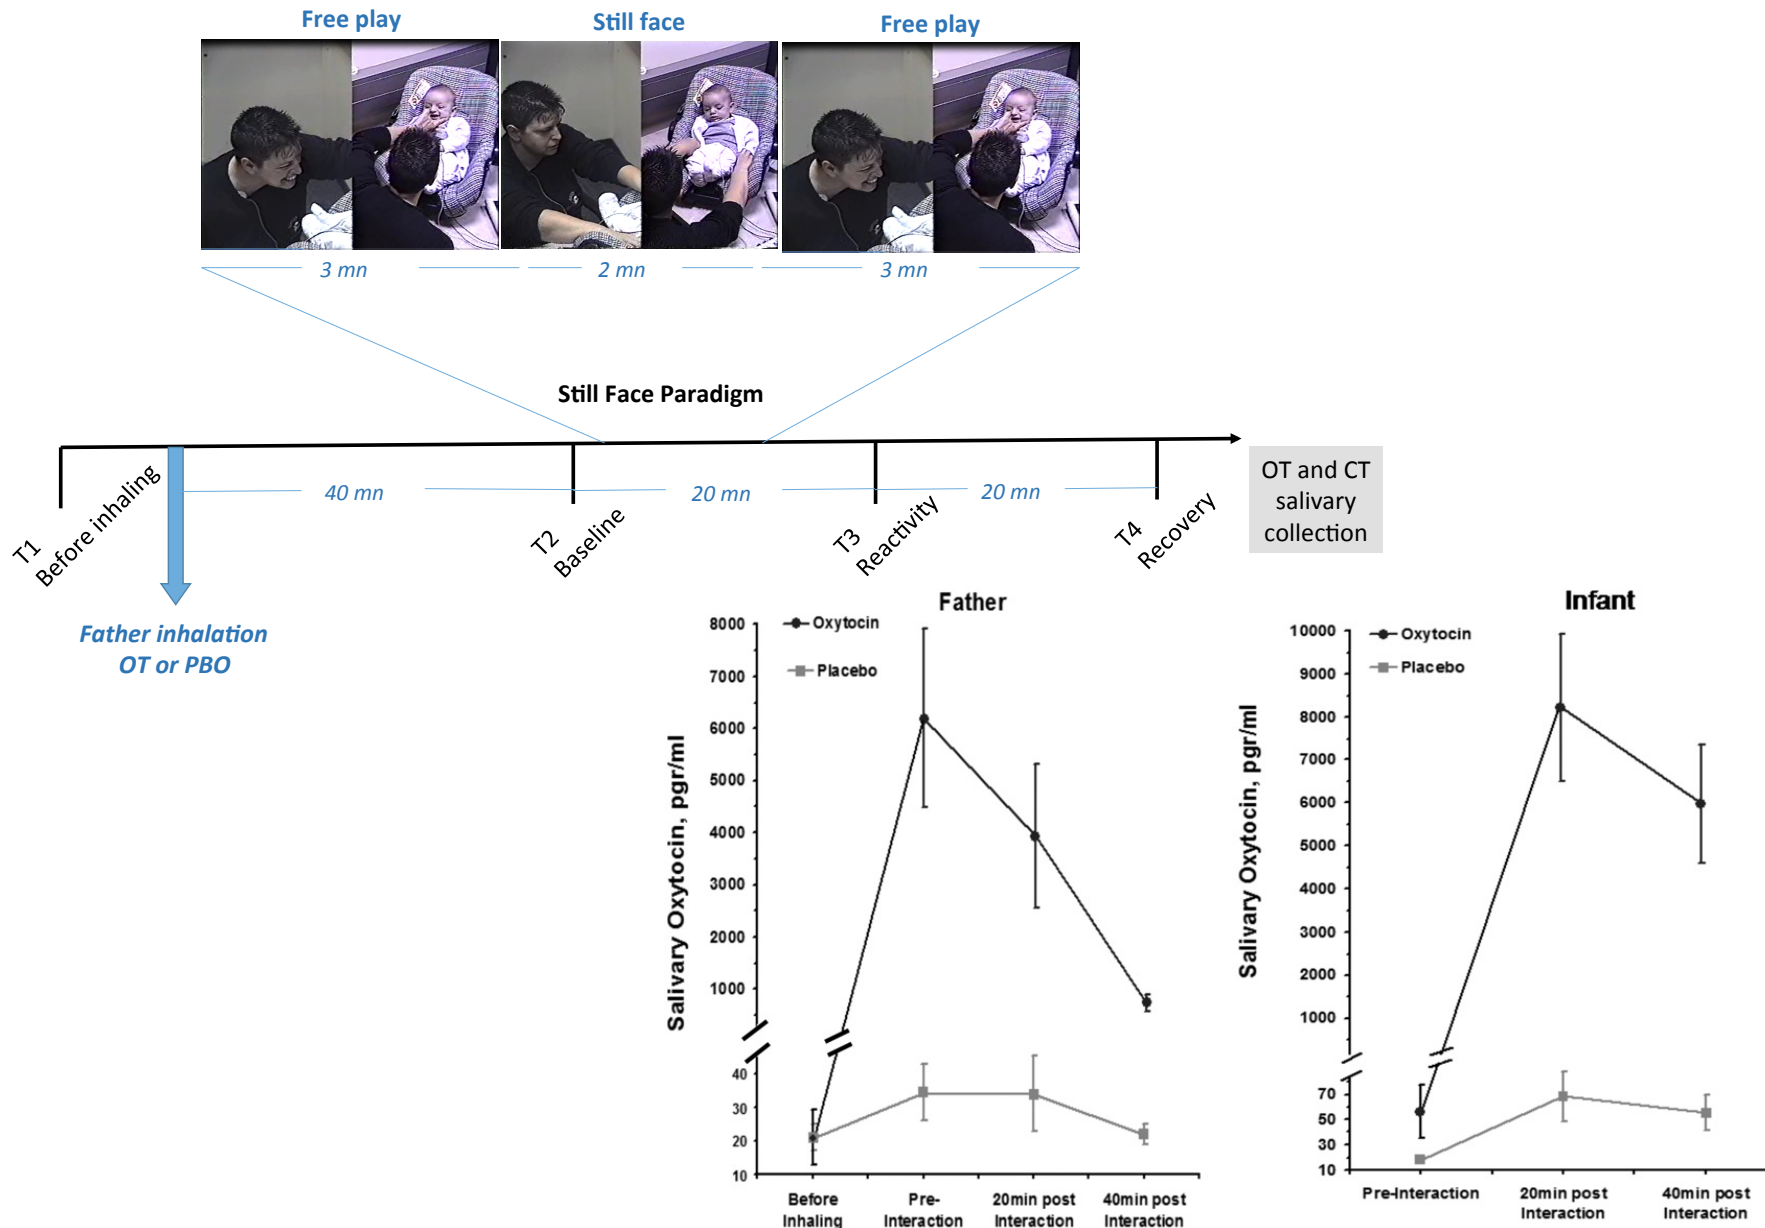 Free play
Still face
Free play
3 mn
2 mn
3 mn
Still Face Paradigm
40 mn
20 mn
20 mn
T1
Before inhaling
T2
Baseline
T3
Reactivity
T4
Recovery
OT and CT
salivary
collection
Father inhalation
OT or PBO
Father
Oxytocin
Placebo
Salivary Oxytocin, pgr/ml
8000
7000
6000
5000
4000
3000
2000
1000
40
30
20
10
Before
Inhaling
Pre-
Interaction
20min post
Interaction
40min post
Interaction
Infant
Oxytocin
Placebo
Salivary Oxytocin, pgr/ml
10000
9000
8000
7000
6000
5000
4000
3000
2000
1000
70
50
30
10
Pre-Interaction
20min post
Interaction
40min post
Interaction